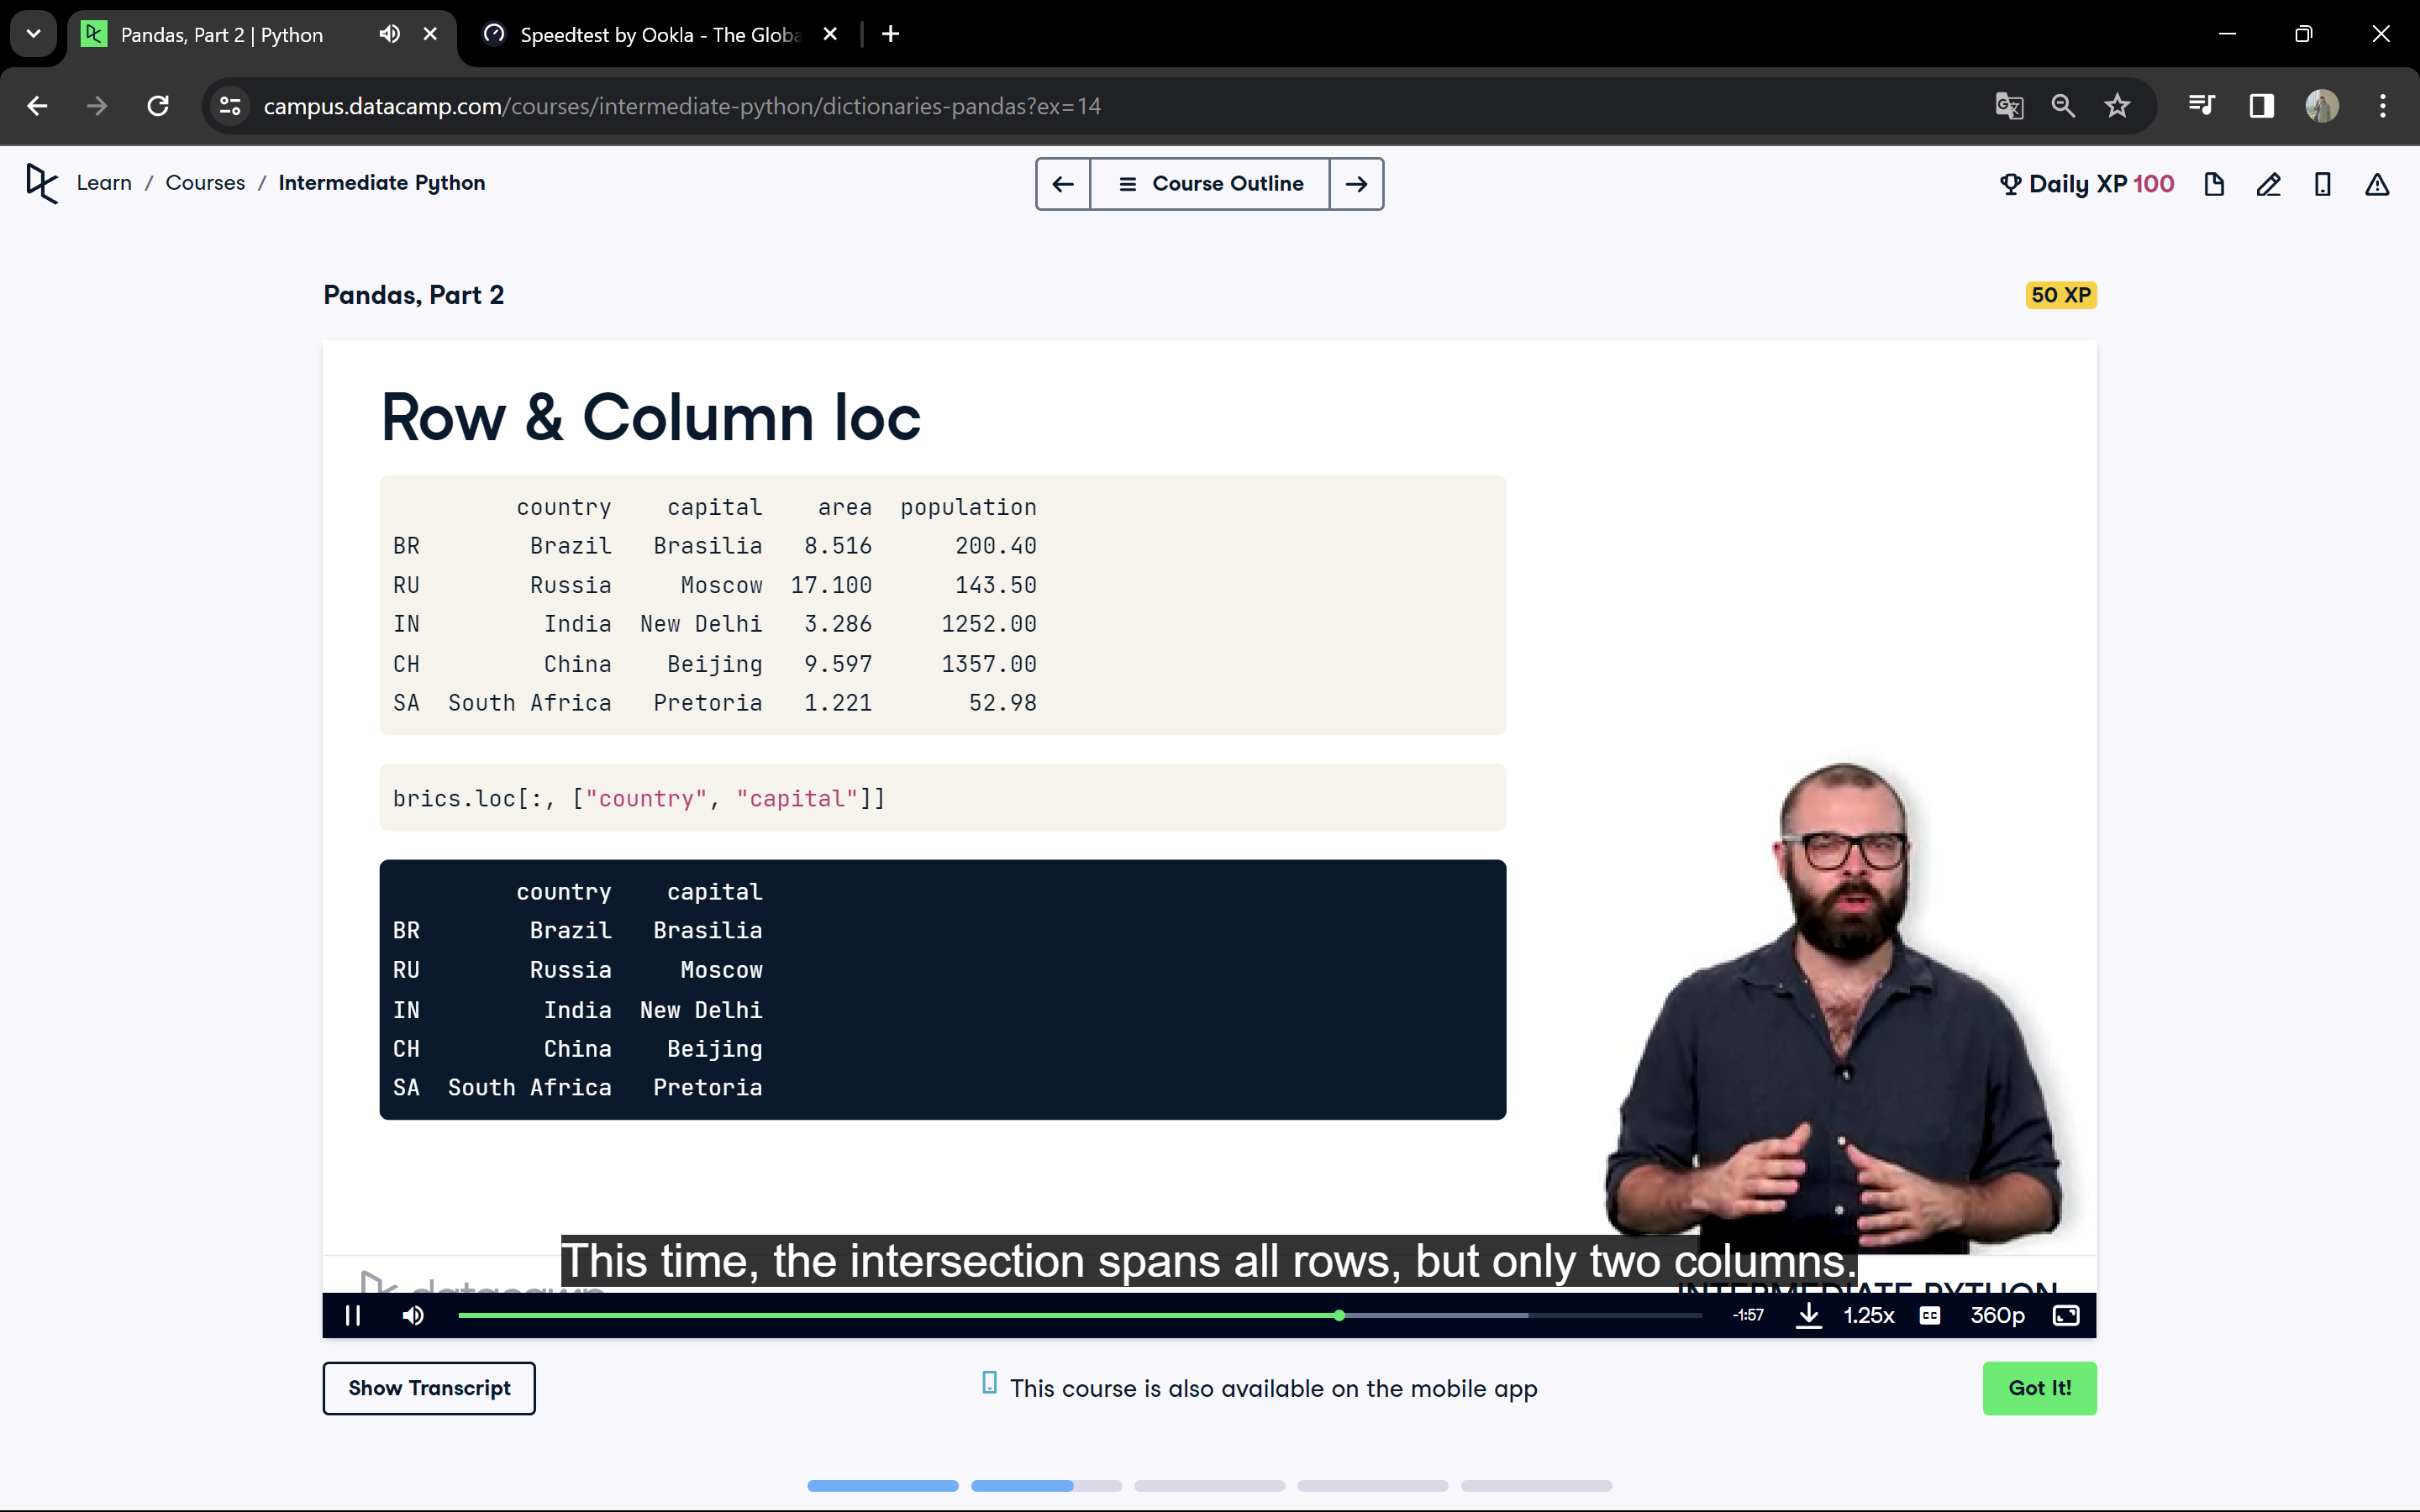 Pandas, Part 2 | Python
Speedtest by Ookla - The Globa
campus.datacamp.com/courses/intermediate-python/dictionaries-pandas?ex=14
Learn / Courses / Intermediate Python
Course Outline
Daily XP 100
Pandas, Part 2
50 XP
Row & Column loc
country capital area population
BR Brazil Brasilia 8.516 200.40
RU Russia Moscow 17.100 143.50
IN India New Delhi 3.286 1252.00
CH China Beijing 9.597 1357.00
SA South Africa Pretoria 1.221 52.98
brics.loc[:, ["country", "capital"]]
country capital
BR Brazil Brasilia
RU Russia Moscow
IN India New Delhi
CH China Beijing
SA South Africa Pretoria
This time, the intersection spans all rows, but only two columns.
datacamp
INTERMEDIATE PYTHON
-1:57 1.25x CC 360p
Show Transcript
This course is also available on the mobile app
Got It!